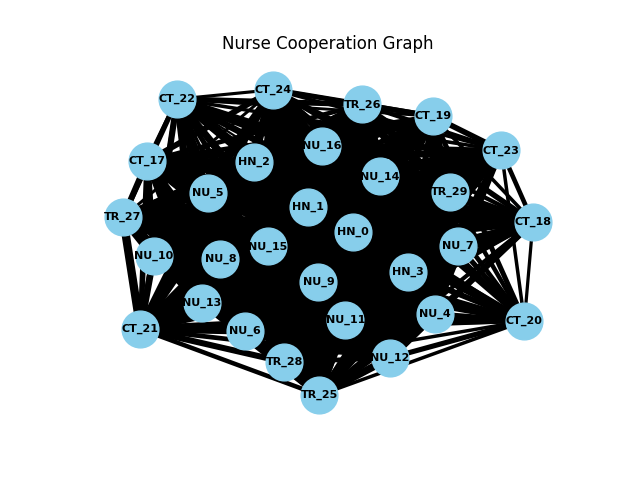 Nurse Cooperation Graph
CT_24
CT_22
TR_26
CT_19
NU_16
CT_23
CT_17
HN_2
NU_14
NU_5
TR_29
HN_1
TR_27
CT_18
HN_0
NU_15
NU_7
NU_10
NU_8
HN_3
NU_9
NU_13
NU_4
NU_11
CT_20
CT_21
NU_6
NU_12
TR_28
TR_25